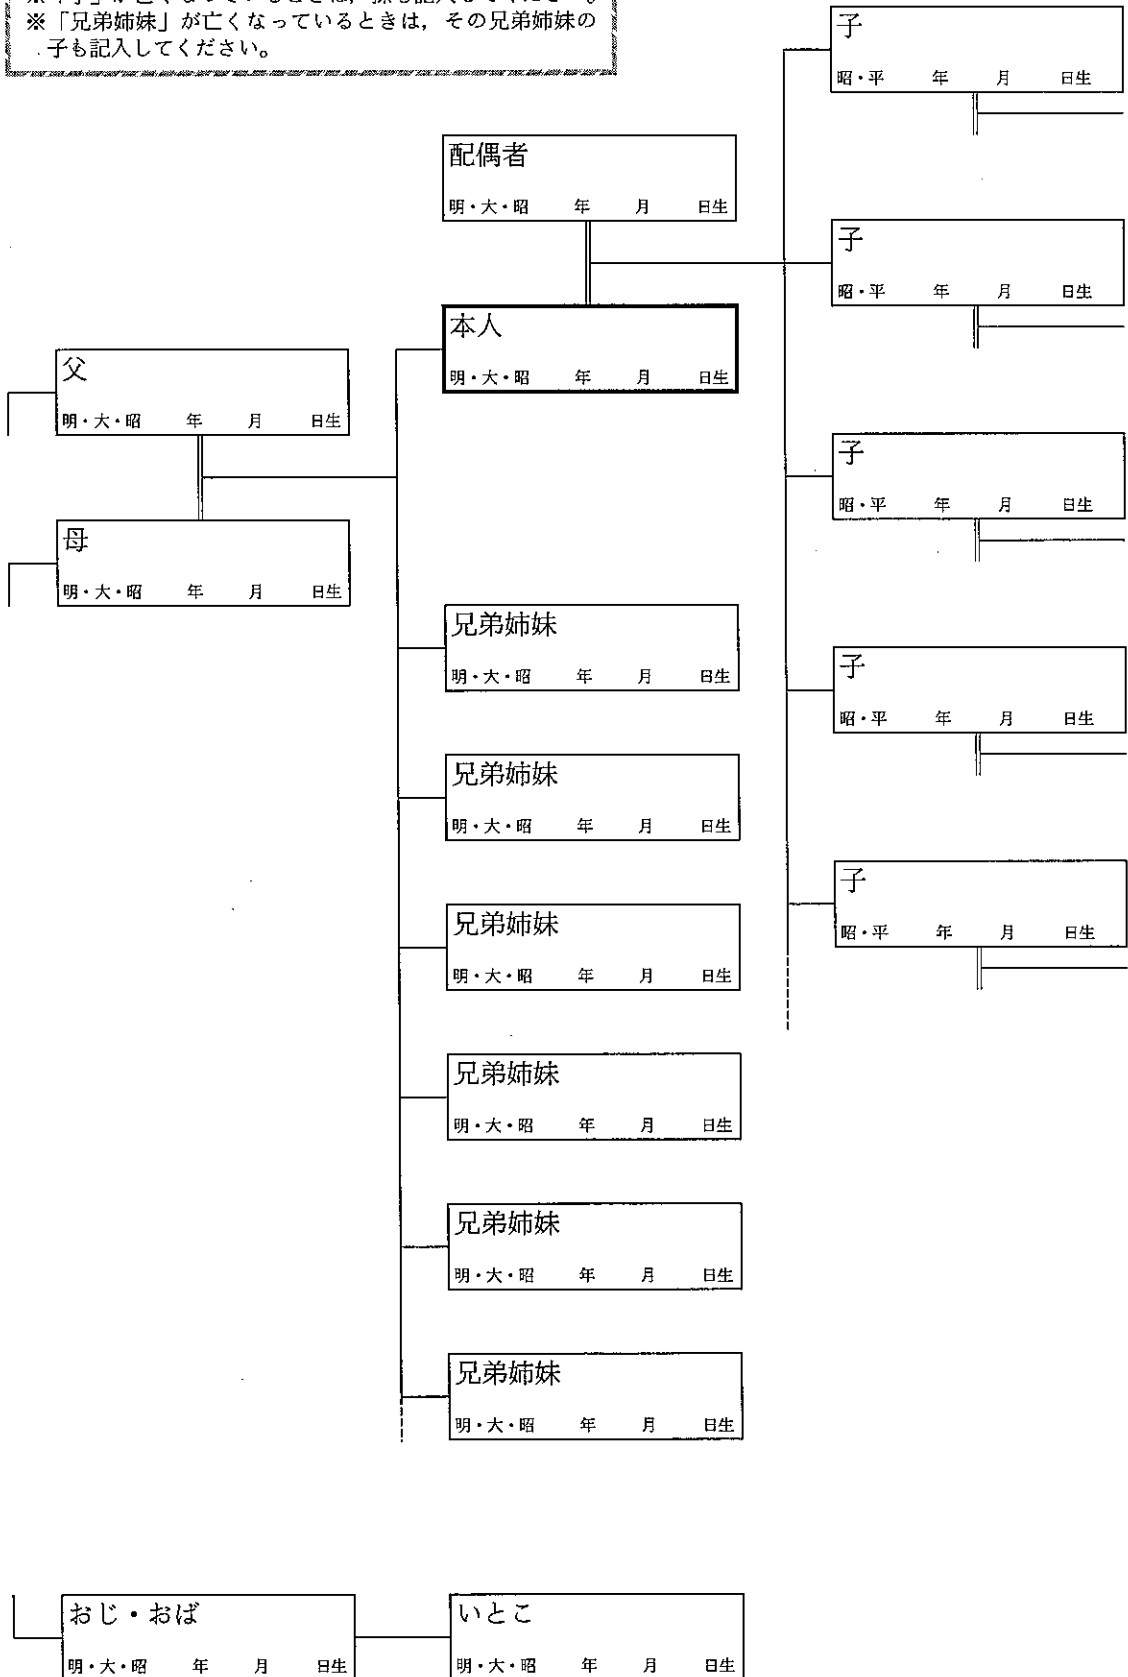 ※「兄弟姉妹」が亡くなっているときは，その兄弟姉妹の
子も記入してください。
子
昭・平 年 月 日生
配偶者
明・大・昭 年 月 日生
子
昭・平 年 月 日生
本人
明・大・昭 年 月 日生
父
明・大・昭 年 月 日生
子
昭・平 年 月 日生
母
明・大・昭 年 月 日生
兄弟姉妹
明・大・昭 年 月 日生
子
昭・平 年 月 日生
兄弟姉妹
明・大・昭 年 月 日生
子
昭・平 年 月 日生
兄弟姉妹
明・大・昭 年 月 日生
兄弟姉妹
明・大・昭 年 月 日生
兄弟姉妹
明・大・昭 年 月 日生
兄弟姉妹
明・大・昭 年 月 日生
おじ・おば
明・大・昭 年 月 日生
いとこ
明・大・昭 年 月 日生